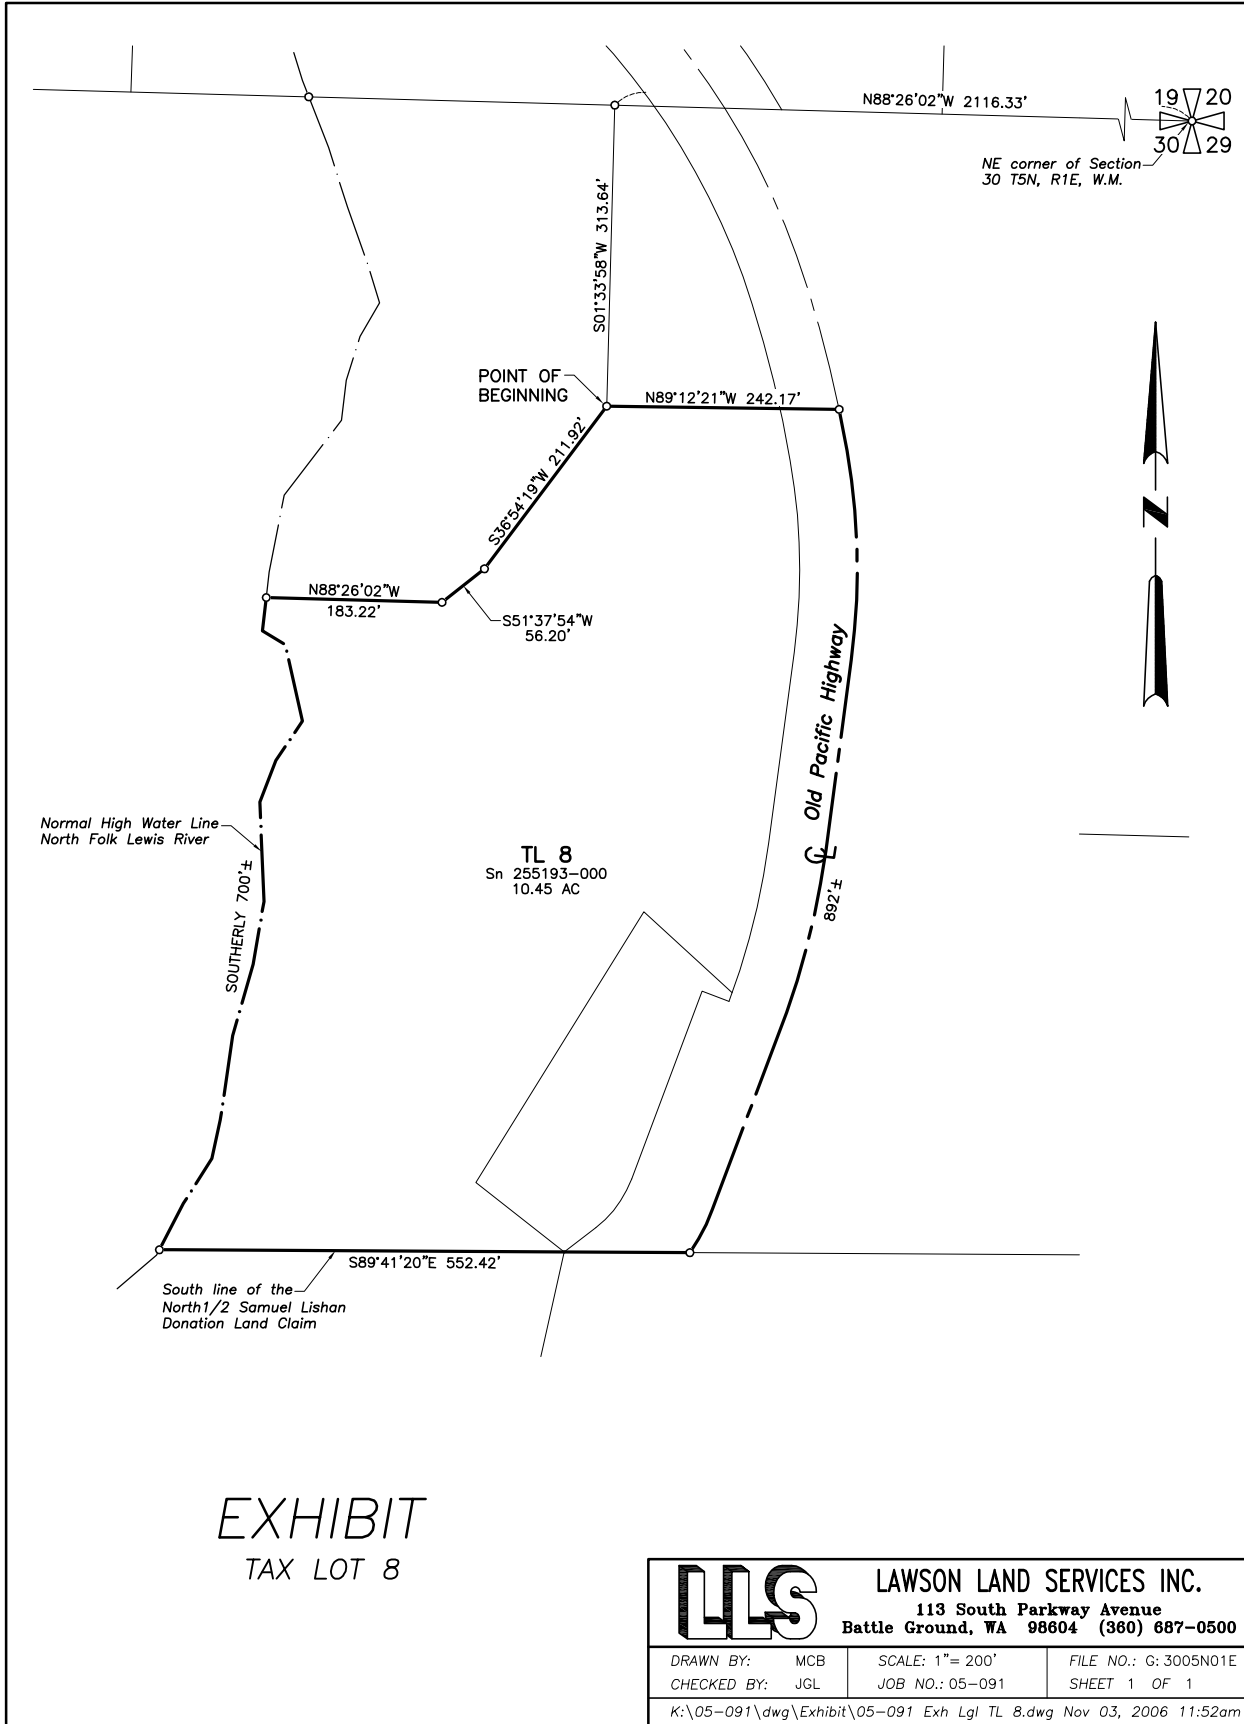 N88°26'02"W 2116.33'
19 20
30 29
NE corner of Section
30 T5N, R1E, W.M.
S01°33'58"W 313.64'
POINT OF
BEGINNING
N89°12'21"W 242.17'
S36°54'19"W 211.92'
N
N88°26'02"W
183.22'
S51°37'54"W
56.20'
Old Pacific Highway
CL
892'±
Normal High Water Line
North Folk Lewis River
SOUTHERLY 700'±
TL 8
Sn 255193-000
10.45 AC
S89°41'20"E 552.42'
South line of the
North1/2 Samuel Lishan
Donation Land Claim
EXHIBIT
TAX LOT 8
LLS
LAWSON LAND SERVICES INC.
113 South Parkway Avenue
Battle Ground, WA 98604 (360) 687-0500
DRAWN BY: MCB SCALE: 1"= 200' FILE NO.: G: 3005N01E
CHECKED BY: JGL JOB NO.: 05-091 SHEET 1 OF 1
K:\05-091\dwg\Exhibit\05-091 Exh Lgl TL 8.dwg Nov 03, 2006 11:52am